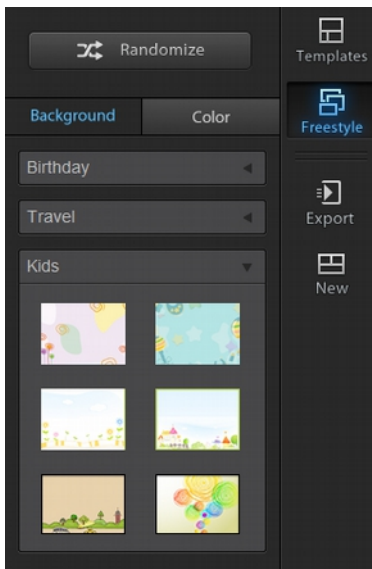 Randomize
Background
Color
Birthday
Travel
Kids
Templates
Freestyle
Export
New